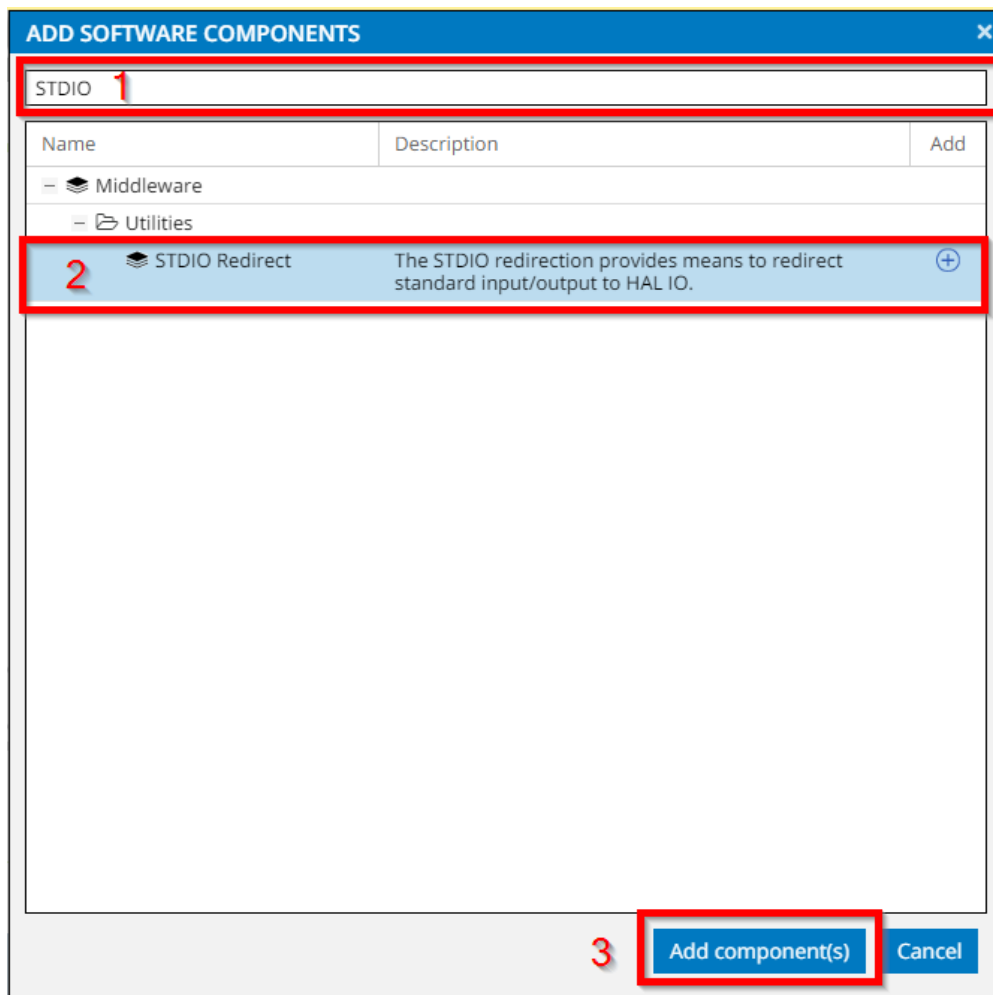 ADD SOFTWARE COMPONENTS ×
STDIO 1
Name Description Add
Middleware
Utilities
2 STDIO Redirect The STDIO redirection provides means to redirect
standard input/output to HAL IO.
3 Add component(s) Cancel